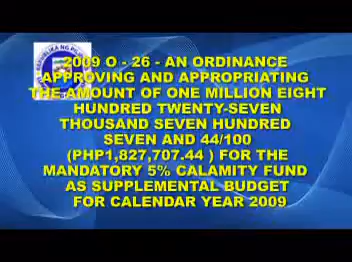 REPUBLIKA NG
2009 O - 26 - AN ORDINANCE
APPROVING AND APPROPRIATING
THE AMOUNT OF ONE MILLION EIGHT
HUNDRED TWENTY-SEVEN
THOUSAND SEVEN HUNDRED
SEVEN AND 44/100
(PHP1,827,707.44 ) FOR THE
MANDATORY 5% CALAMITY FUND
AS SUPPLEMENTAL BUDGET
FOR CALENDAR YEAR 2009